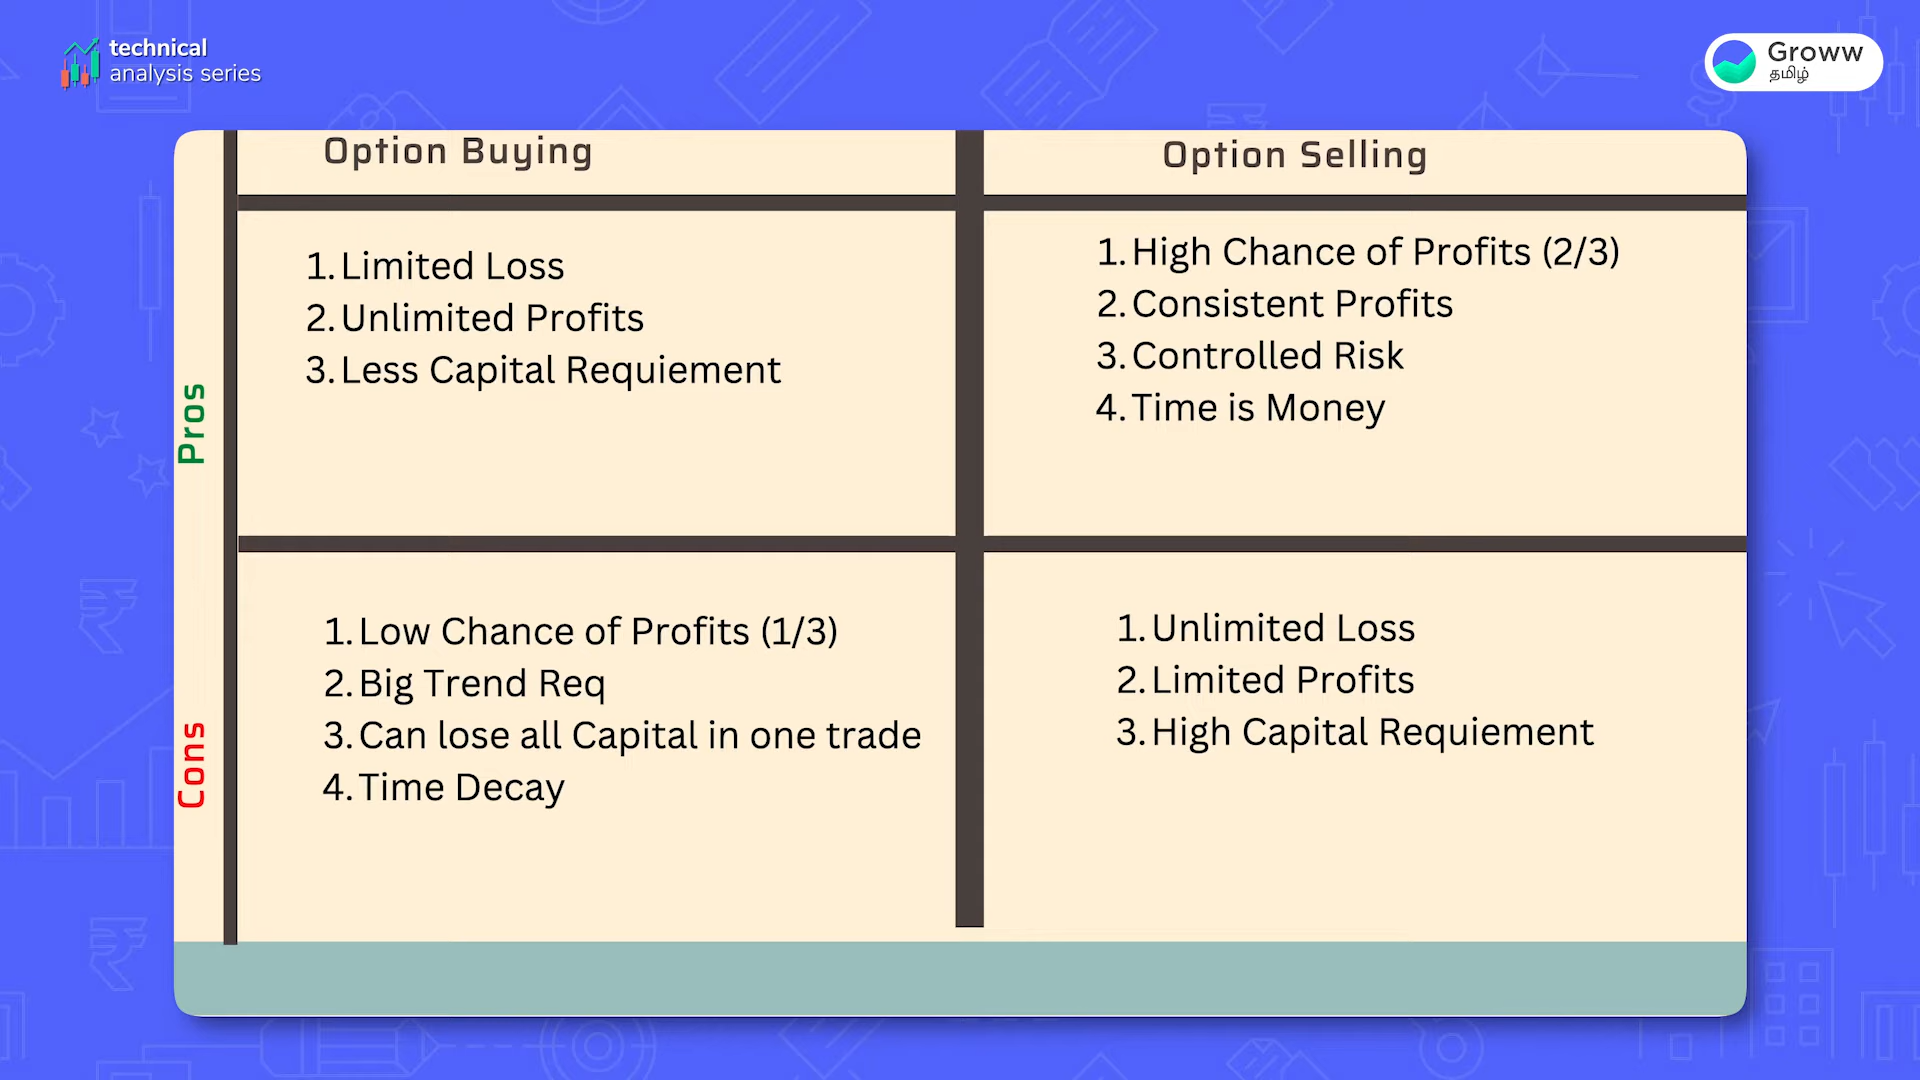 technical
analysis series
Groww
தமிழ்
Option Buying
Option Selling
Pros
1. Limited Loss
2. Unlimited Profits
3. Less Capital Requiement
1. High Chance of Profits (2/3)
2. Consistent Profits
3. Controlled Risk
4. Time is Money
Cons
1. Low Chance of Profits (1/3)
2. Big Trend Req
3. Can lose all Capital in one trade
4. Time Decay
1. Unlimited Loss
2. Limited Profits
3. High Capital Requiement